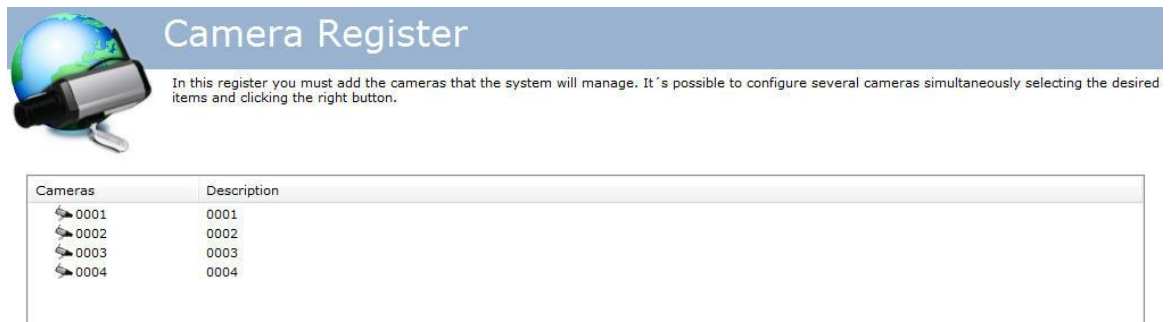 Camera Register
In this register you must add the cameras that the system will manage. It´s possible to configure several cameras simultaneously selecting the desired
items and clicking the right button.
Cameras Description
0001 0001
0002 0002
0003 0003
0004 0004